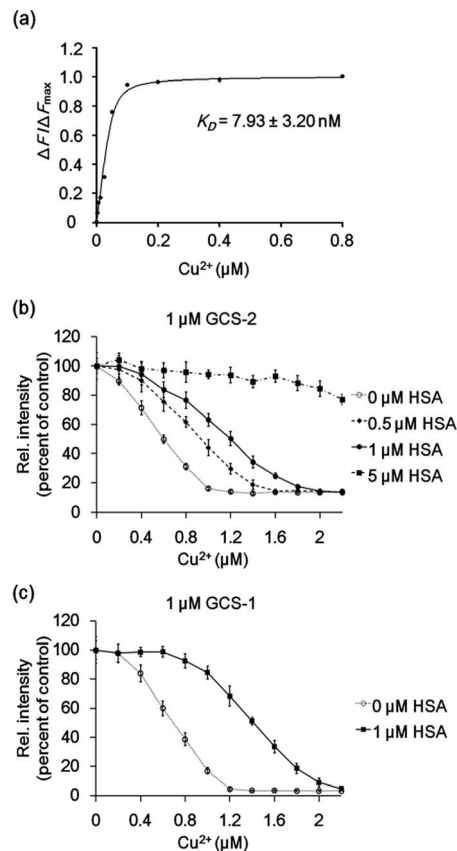 (a)
1.2
1.0
0.8
0.6
0.4
0.2
0
ΔF/ΔFmax
K_D = 7.93 ± 3.20 nM
0 0.2 0.4 0.6 0.8
Cu²⁺ (µM)
(b)
1 µM GCS-2
120
100
80
60
40
20
0
Rel. intensity
(percent of control)
0 µM HSA
0.5 µM HSA
1 µM HSA
5 µM HSA
0 0.4 0.8 1.2 1.6 2
Cu²⁺ (µM)
(c)
1 µM GCS-1
120
100
80
60
40
20
0
Rel. intensity
(percent of control)
0 µM HSA
1 µM HSA
0 0.4 0.8 1.2 1.6 2
Cu²⁺ (µM)